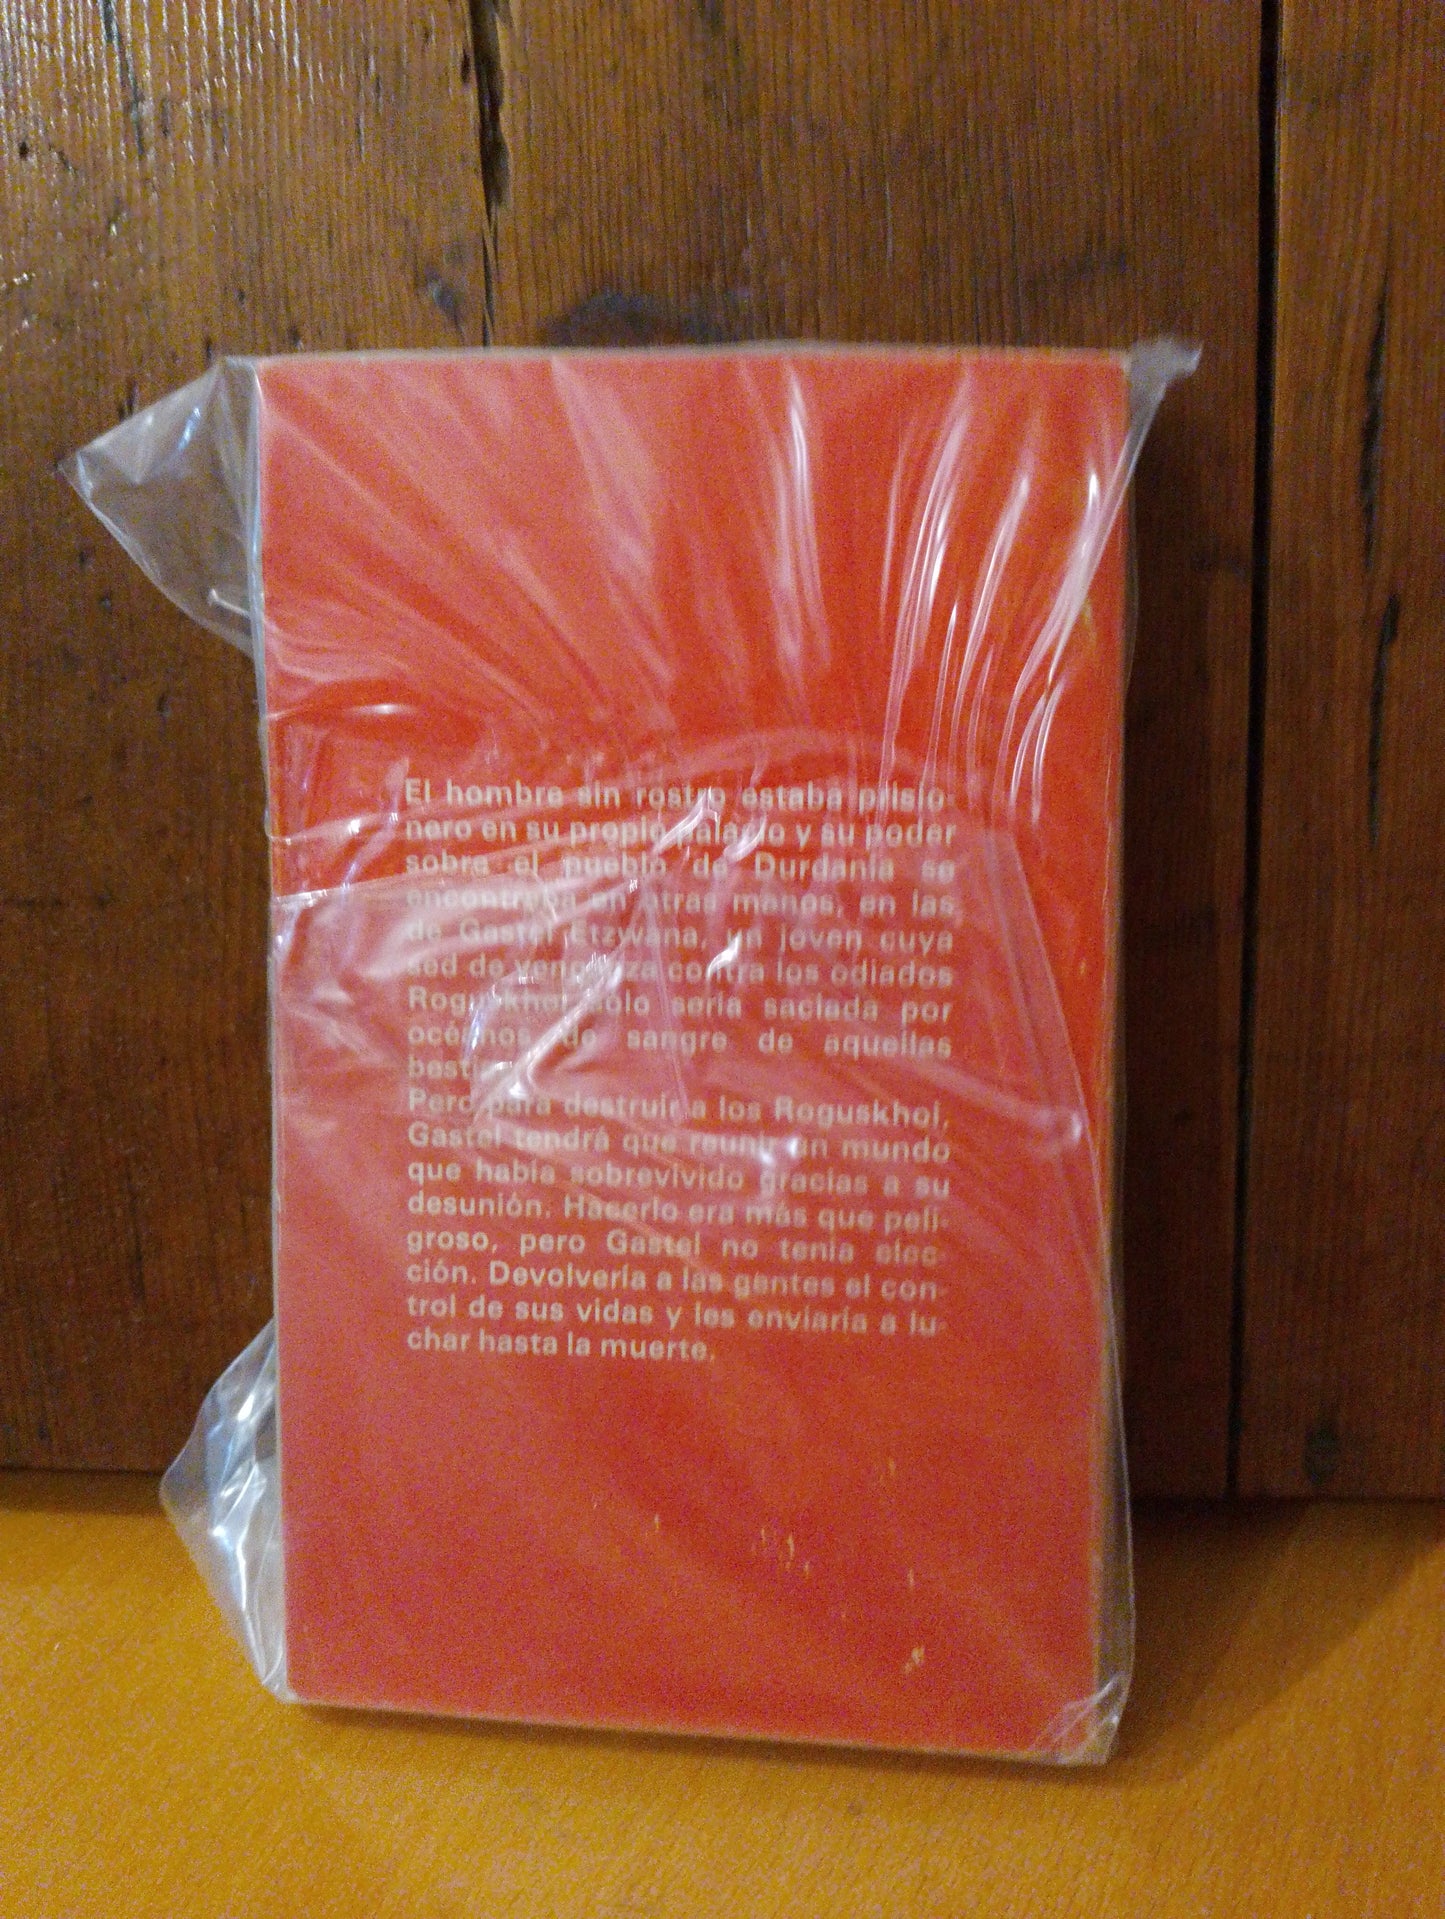 El hombre sin rostro estaba prisio-
nero en su propio palacio y su poder
sobre el pueblo de Durdania se
encontraba en otras manos, en las
de Gastel Etzwana, un joven cuya
sed de venganza contra los odiados
Roguskhoi sólo sería saciada por
océanos de sangre de aquellas
bestias.
Pero para destruir a los Roguskhoi,
Gastel tendrá que reunir un mundo
que había sobrevivido gracias a su
desunión. Hacerlo era más que peli-
groso, pero Gastel no tenía elec-
ción. Devolvería a las gentes el con-
trol de sus vidas y les enviaría a lu-
char hasta la muerte.